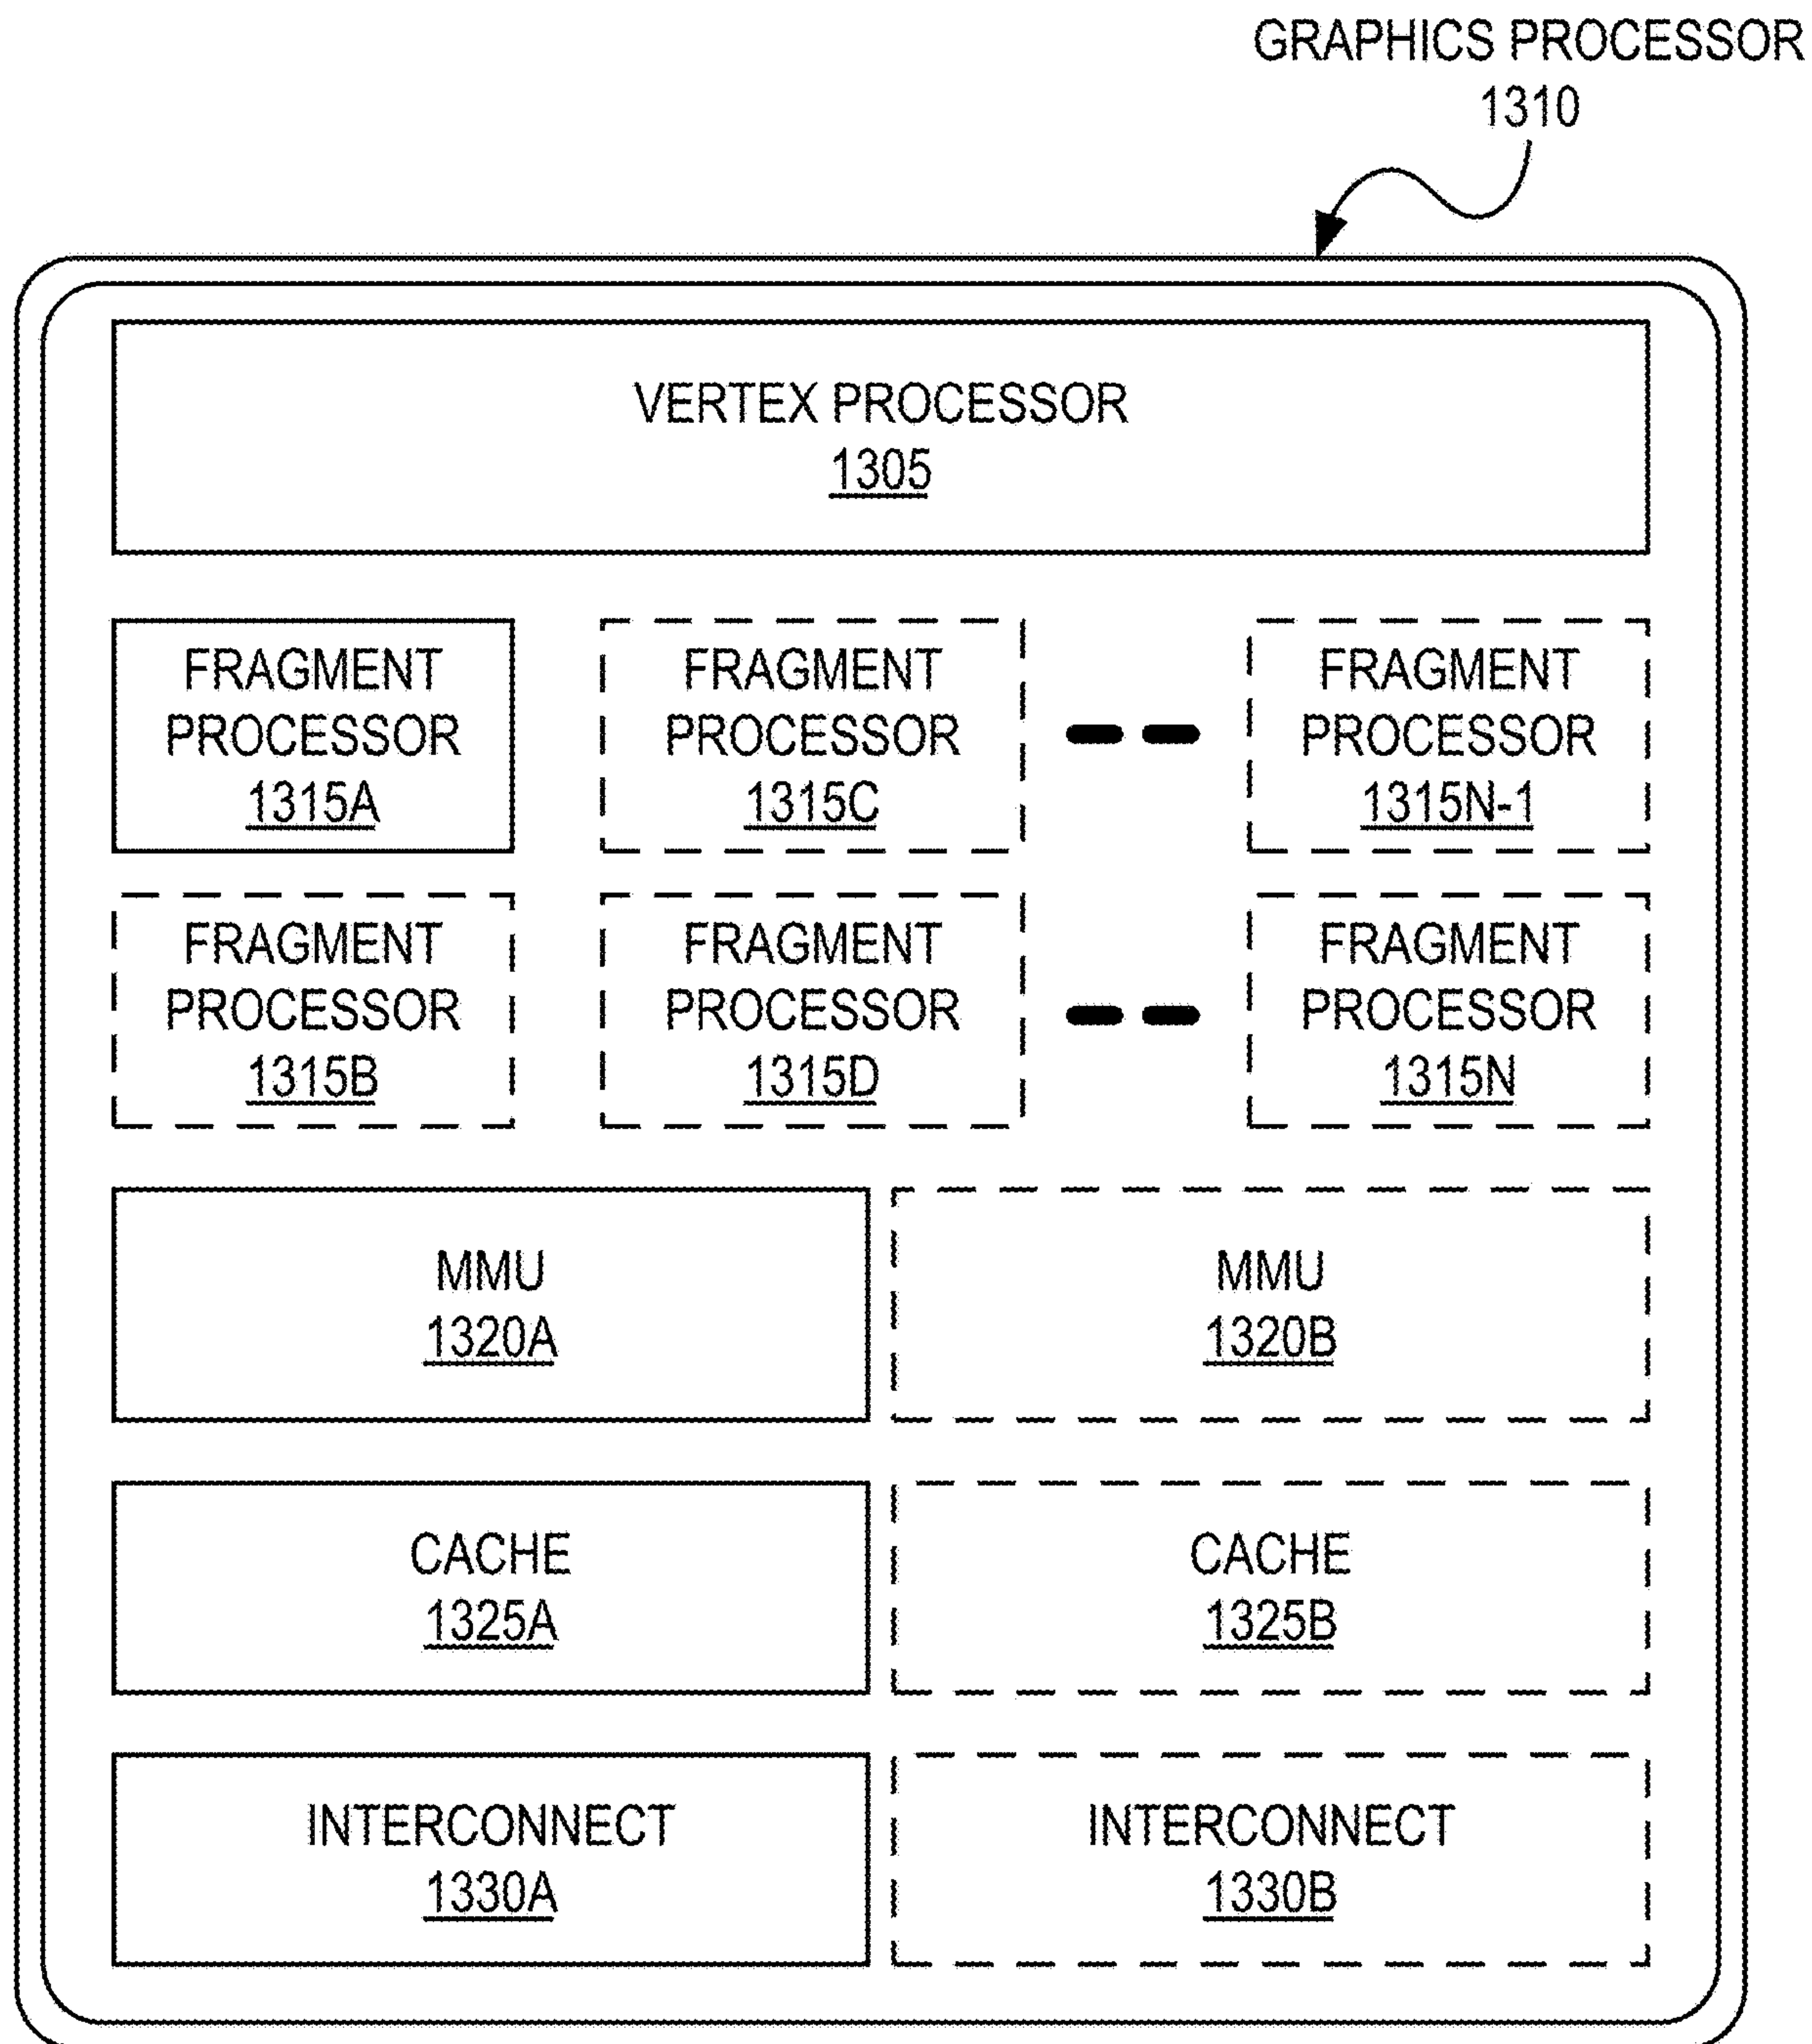 GRAPHICS PROCESSOR
1310
VERTEX PROCESSOR
1305
FRAGMENT
PROCESSOR
1315A
FRAGMENT
PROCESSOR
1315C
FRAGMENT
PROCESSOR
1315N-1
FRAGMENT
PROCESSOR
1315B
FRAGMENT
PROCESSOR
1315D
FRAGMENT
PROCESSOR
1315N
MMU
1320A
MMU
1320B
CACHE
1325A
CACHE
1325B
INTERCONNECT
1330A
INTERCONNECT
1330B